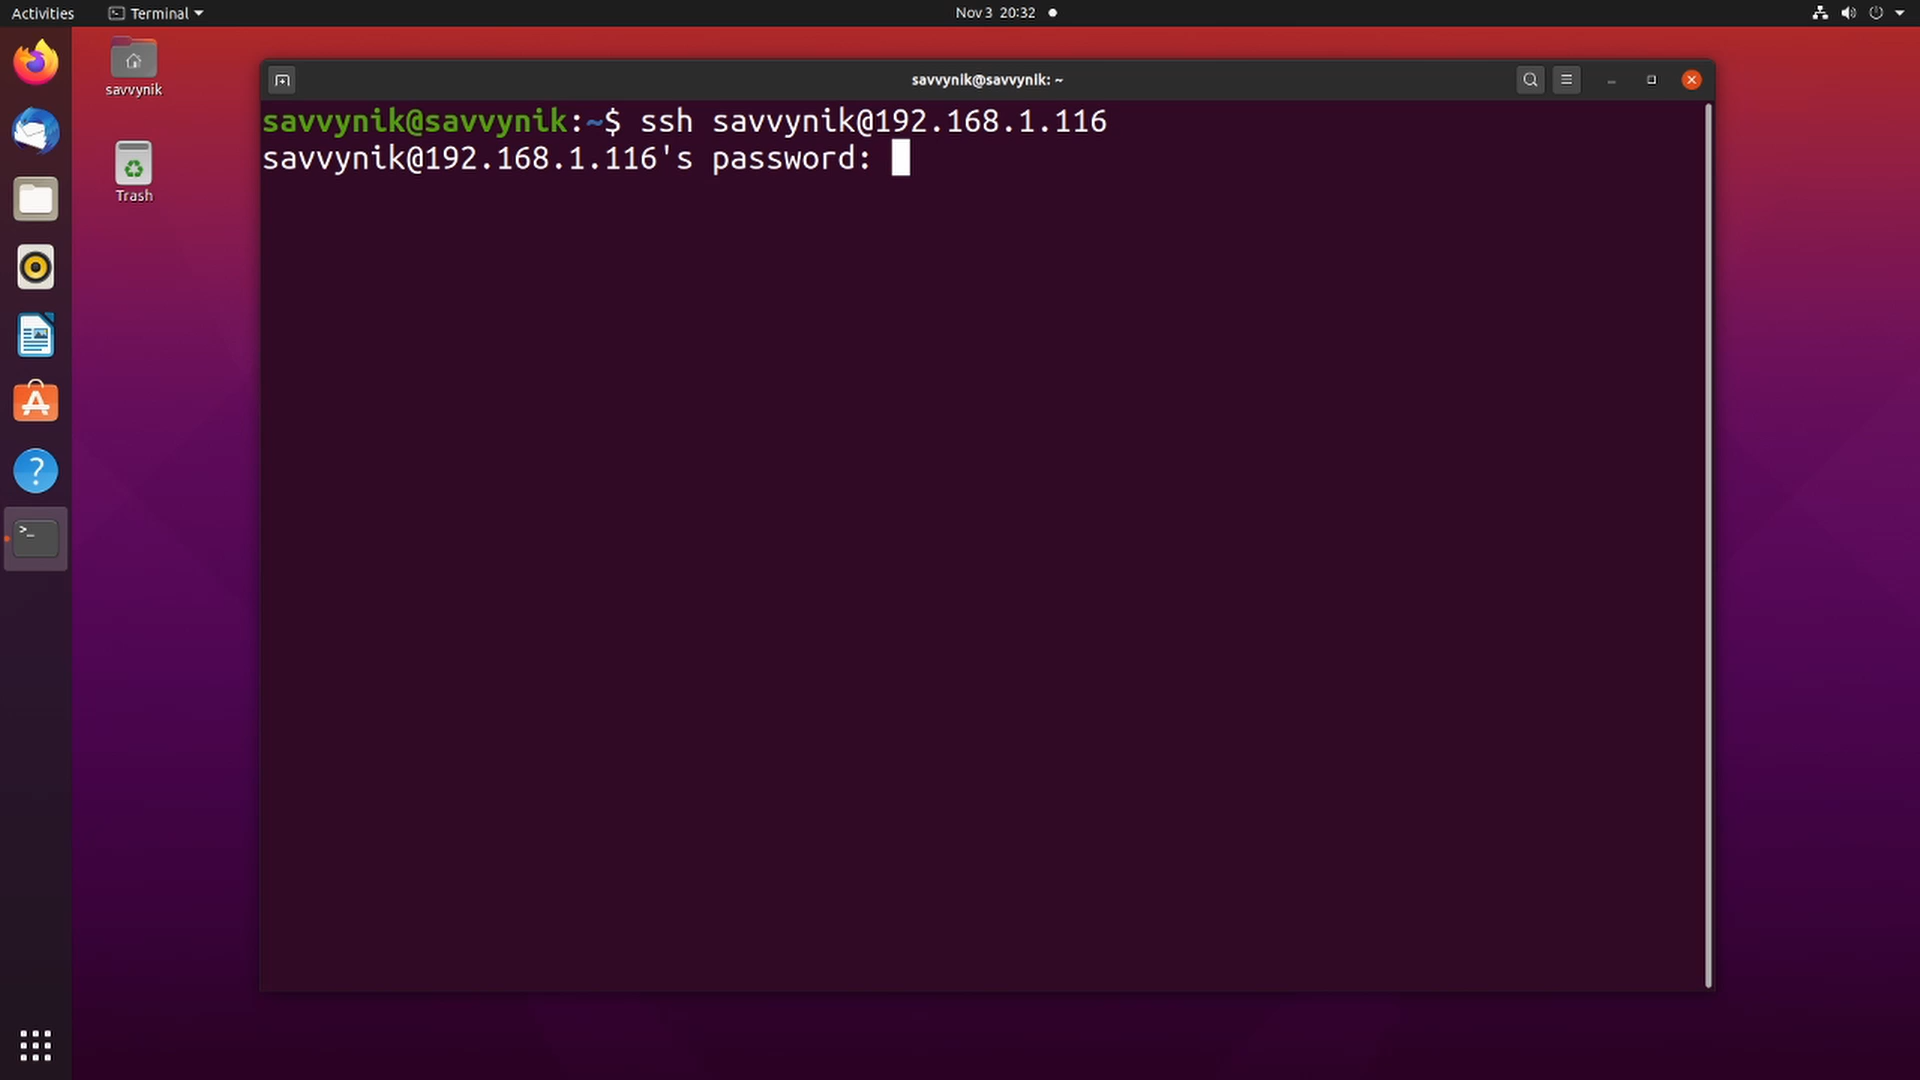 Activities Terminal Nov 3 20:32
savvynik
Trash
savvynik@savvynik: ~
savvynik@savvynik:~$ ssh savvynik@192.168.1.116
savvynik@192.168.1.116's password: